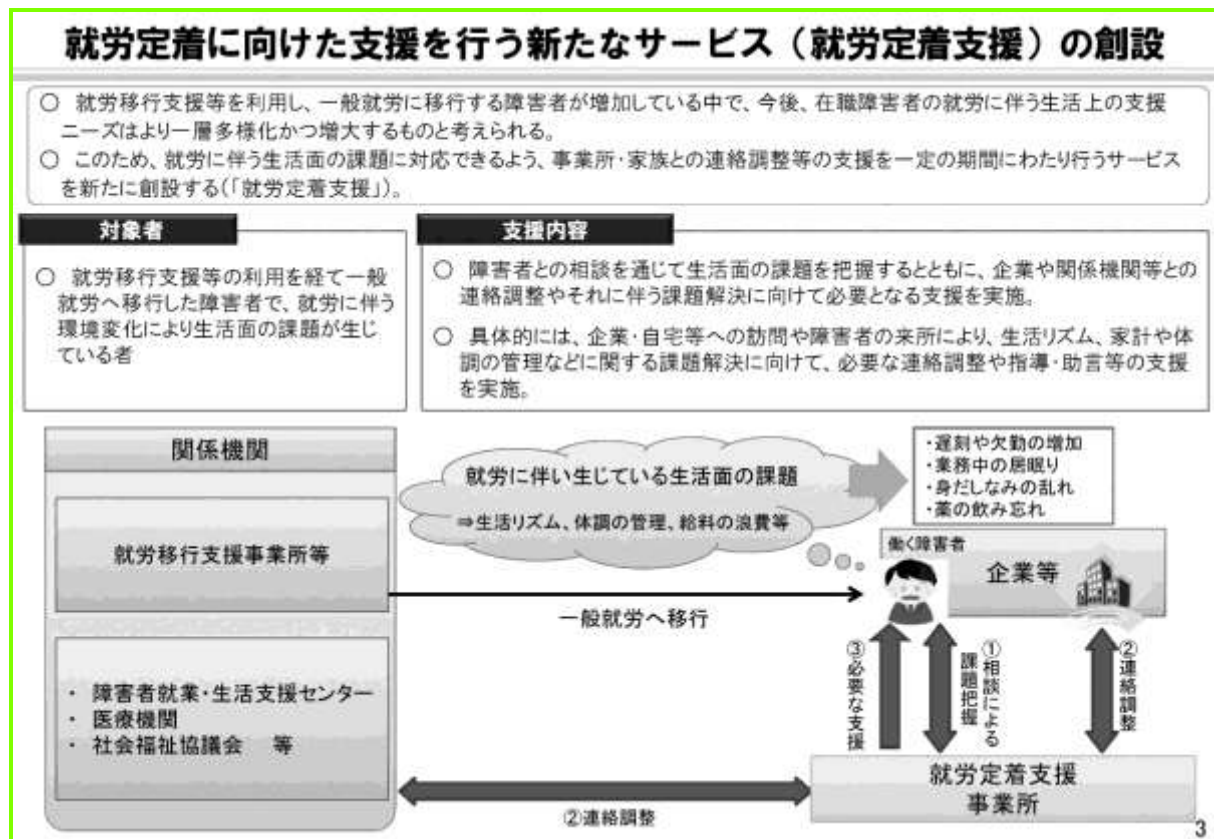 就労定着に向けた支援を行う新たなサービス（就労定着支援）の創設
○ 就労移行支援等を利用し、一般就労に移行する障害者が増加している中で、今後、在職障害者の就労に伴う生活上の支援
ニーズはより一層多様化かつ増大するものと考えられる。
○ このため、就労に伴う生活面の課題に対応できるよう、事業所・家族との連絡調整等の支援を一定の期間にわたり行うサービス
を新たに創設する(「就労定着支援」)。
対象者
○ 就労移行支援等の利用を経て一般
就労へ移行した障害者で、就労に伴う
環境変化により生活面の課題が生じ
ている者
支援内容
○ 障害者との相談を通じて生活面の課題を把握するとともに、企業や関係機関等との
連絡調整やそれに伴う課題解決に向けて必要となる支援を実施。
○ 具体的には、企業・自宅等への訪問や障害者の来所により、生活リズム、家計や体
調の管理などに関する課題解決に向けて、必要な連絡調整や指導・助言等の支援
を実施。
関係機関
就労移行支援事業所等
・ 障害者就業・生活支援センター
・ 医療機関
・ 社会福祉協議会 等
就労に伴い生じている生活面の課題
⇒生活リズム、体調の管理、給料の浪費等
・遅刻や欠勤の増加
・業務中の居眠り
・身だしなみの乱れ
・薬の飲み忘れ
働く障害者
企業等
一般就労へ移行
③必要な支援
①相談による
課題把握
②連絡調整
就労定着支援
事業所
②連絡調整
3